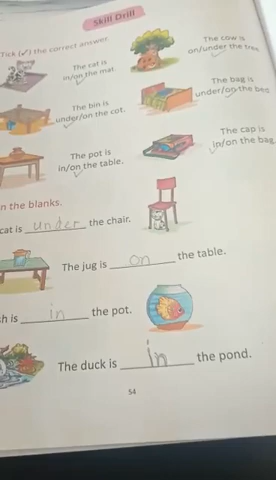 Skill Drill
Tick (✓) the correct answer.
The cat is
in/on the mat.
The cow is
on/under the tree.
The bin is
under/on the cot.
The bag is
under/on the bed.
The pot is
in/on the table.
The cap is
in/on the bag.
in the blanks.
cat is under the chair.
The jug is on the table.
sh is in the pot.
The duck is in the pond.
54